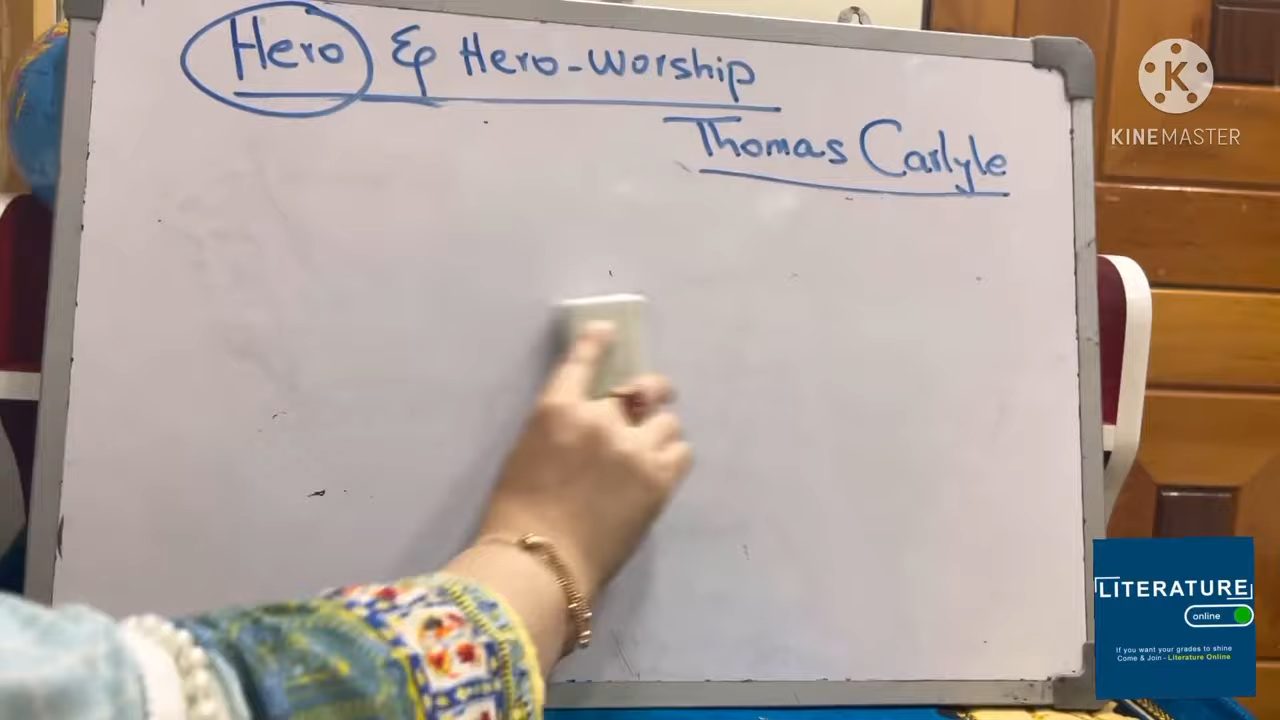 Hero & Hero-Worship
Thomas Carlyle
K
KINEMASTER
LITERATURE
online
If you want your grades to shine
Come & Join - Literature Online